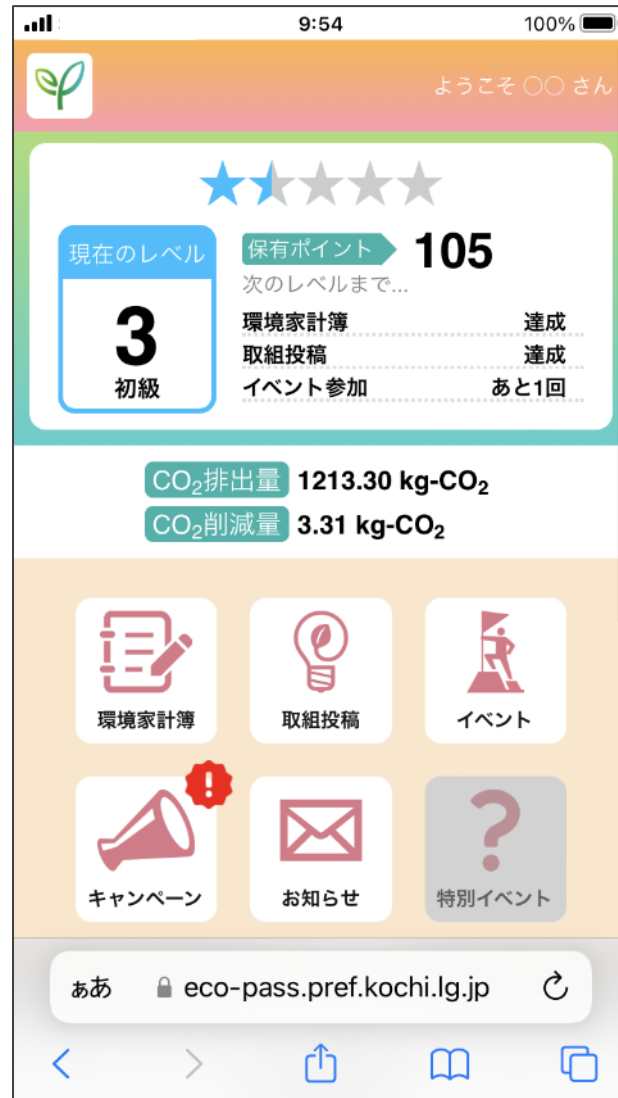 9:54
100%
ようこそ 〇〇 さん
現在のレベル
3
初級
保有ポイント 105
次のレベルまで...
環境家計簿 達成
取組投稿 達成
イベント参加 あと1回
CO₂排出量 1213.30 kg-CO₂
CO₂削減量 3.31 kg-CO₂
環境家計簿 取組投稿 イベント
!
キャンペーン お知らせ 特別イベント
ぁあ eco-pass.pref.kochi.lg.jp